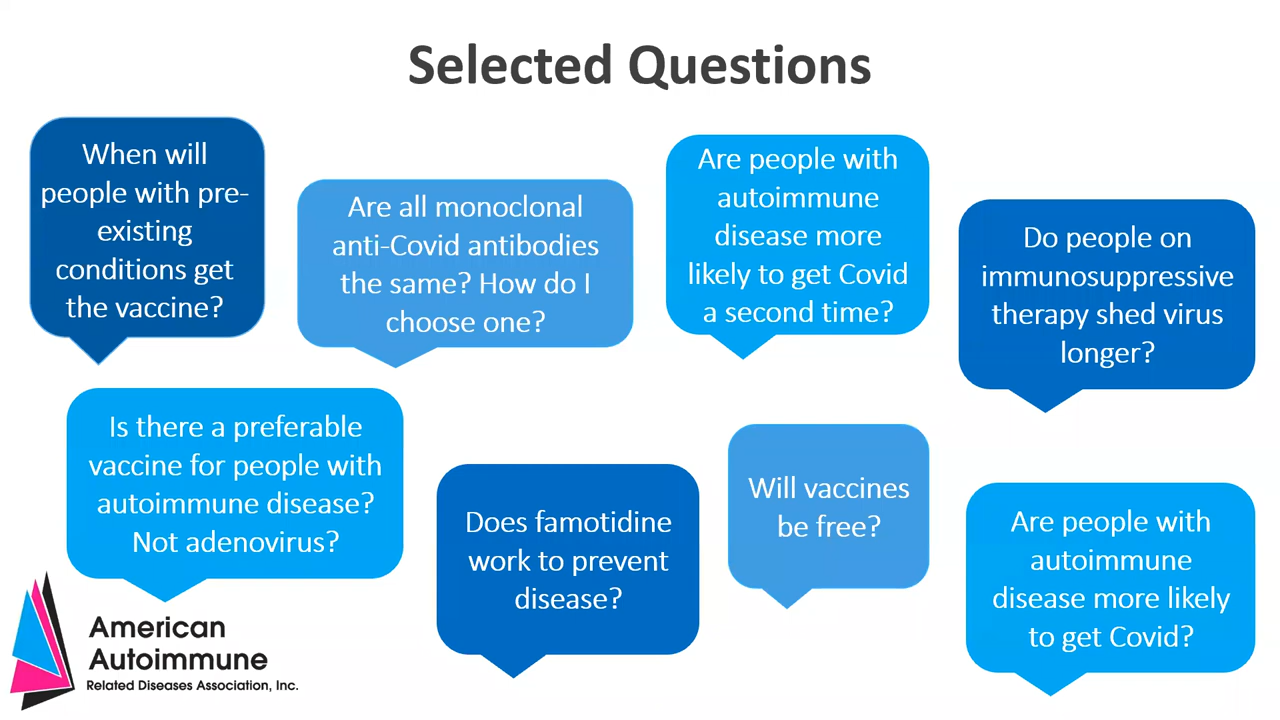 Selected Questions
When will
people with pre-
existing
conditions get
the vaccine?
Are all monoclonal
anti-Covid antibodies
the same? How do I
choose one?
Are people with
autoimmune
disease more
likely to get Covid
a second time?
Do people on
immunosuppressive
therapy shed virus
longer?
Is there a preferable
vaccine for people with
autoimmune disease?
Not adenovirus?
Does famotidine
work to prevent
disease?
Will vaccines
be free?
Are people with
autoimmune
disease more likely
to get Covid?
American
Autoimmune
Related Diseases Association, Inc.